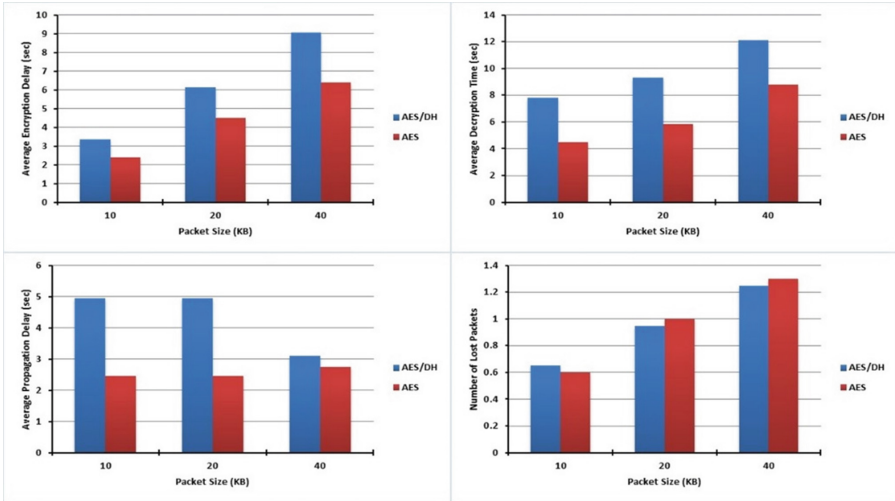 Average Encryption Delay (sec)
10
9
8
7
6
5
4
3
2
1
0
10 20 40
Packet Size (KB)
AES/DH
AES
Average Decryption Time (sec)
14
12
10
8
6
4
2
0
10 20 40
Packet Size (KB)
AES/DH
AES
Average Propagation Delay (sec)
6
5
4
3
2
1
0
10 20 40
Packet Size (KB)
AES/DH
AES
Number of Lost Packets
1.4
1.2
1
0.8
0.6
0.4
0.2
0
10 20 40
Packet Size (KB)
AES/DH
AES